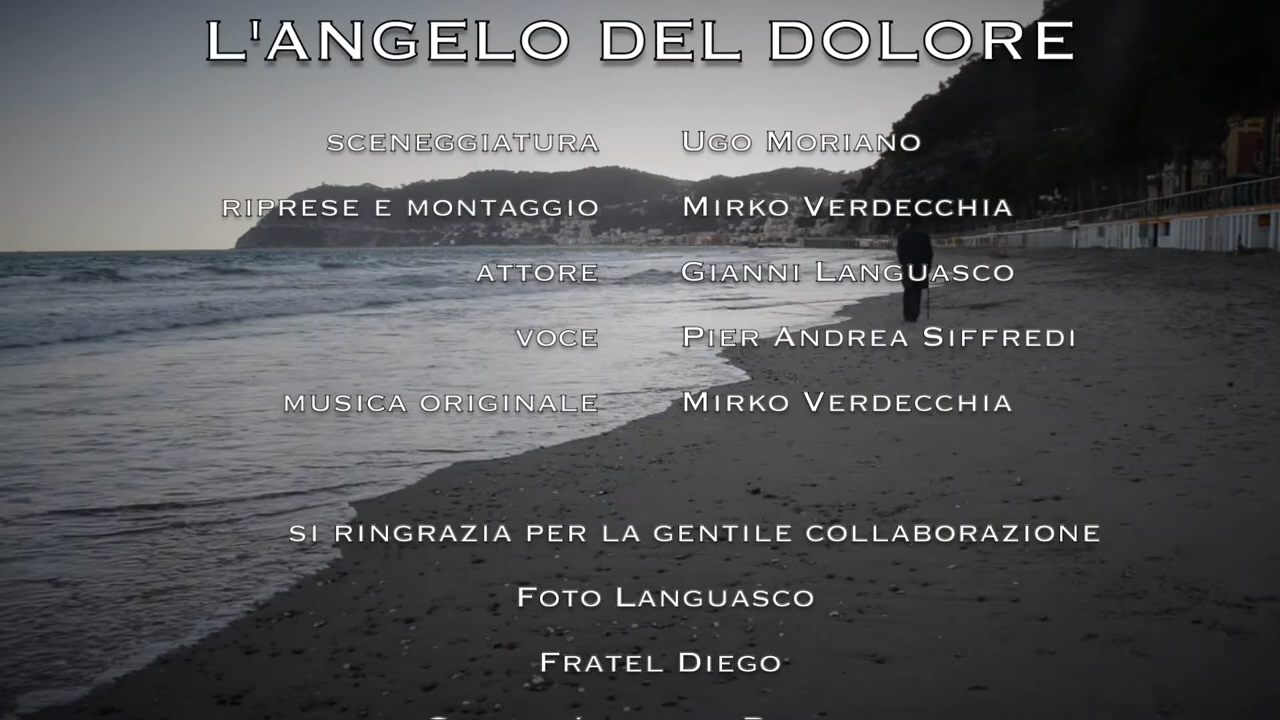 L'ANGELO DEL DOLORE
SCENEGGIATURA UGO MORIANO
RIPRESE E MONTAGGIO MIRKO VERDECCHIA
ATTORE GIANNI LANGUASCO
VOCE PIER ANDREA SIFFREDI
MUSICA ORIGINALE MIRKO VERDECCHIA
SI RINGRAZIA PER LA GENTILE COLLABORAZIONE
FOTO LANGUASCO
FRATEL DIEGO